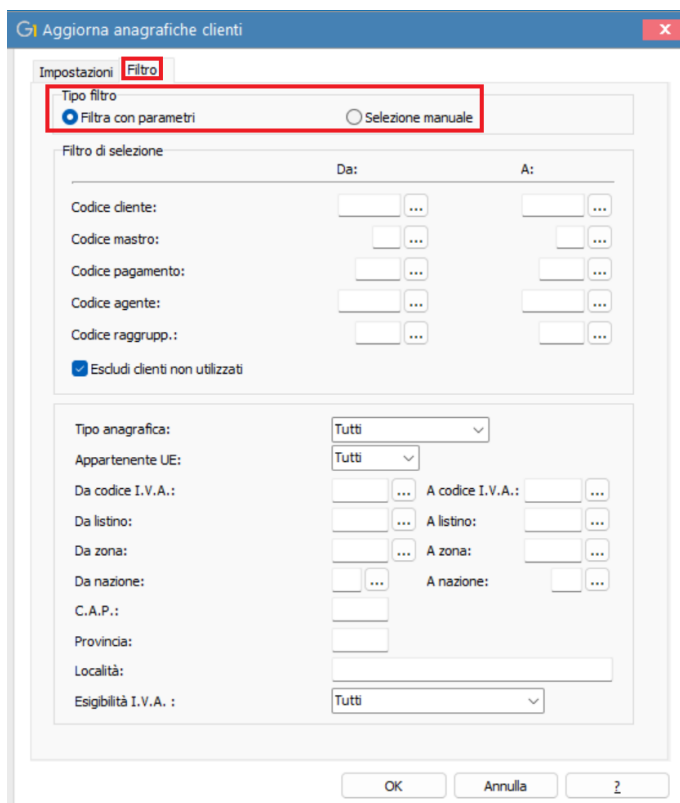 G1 Aggiorna anagrafiche clienti x
Impostazioni Filtro
Tipo filtro
Filtra con parametri Selezione manuale
Filtro di selezione
Da: A:
Codice cliente: ... ...
Codice mastro: ... ...
Codice pagamento: ... ...
Codice agente: ... ...
Codice raggrupp.: ... ...
Escludi clienti non utilizzati
Tipo anagrafica: Tutti
Appartenente UE: Tutti
Da codice I.V.A.: ... A codice I.V.A.: ...
Da listino: ... A listino: ...
Da zona: ... A zona: ...
Da nazione: ... A nazione: ...
C.A.P.:
Provincia:
Località:
Esigibilità I.V.A. : Tutti
OK Annulla ?